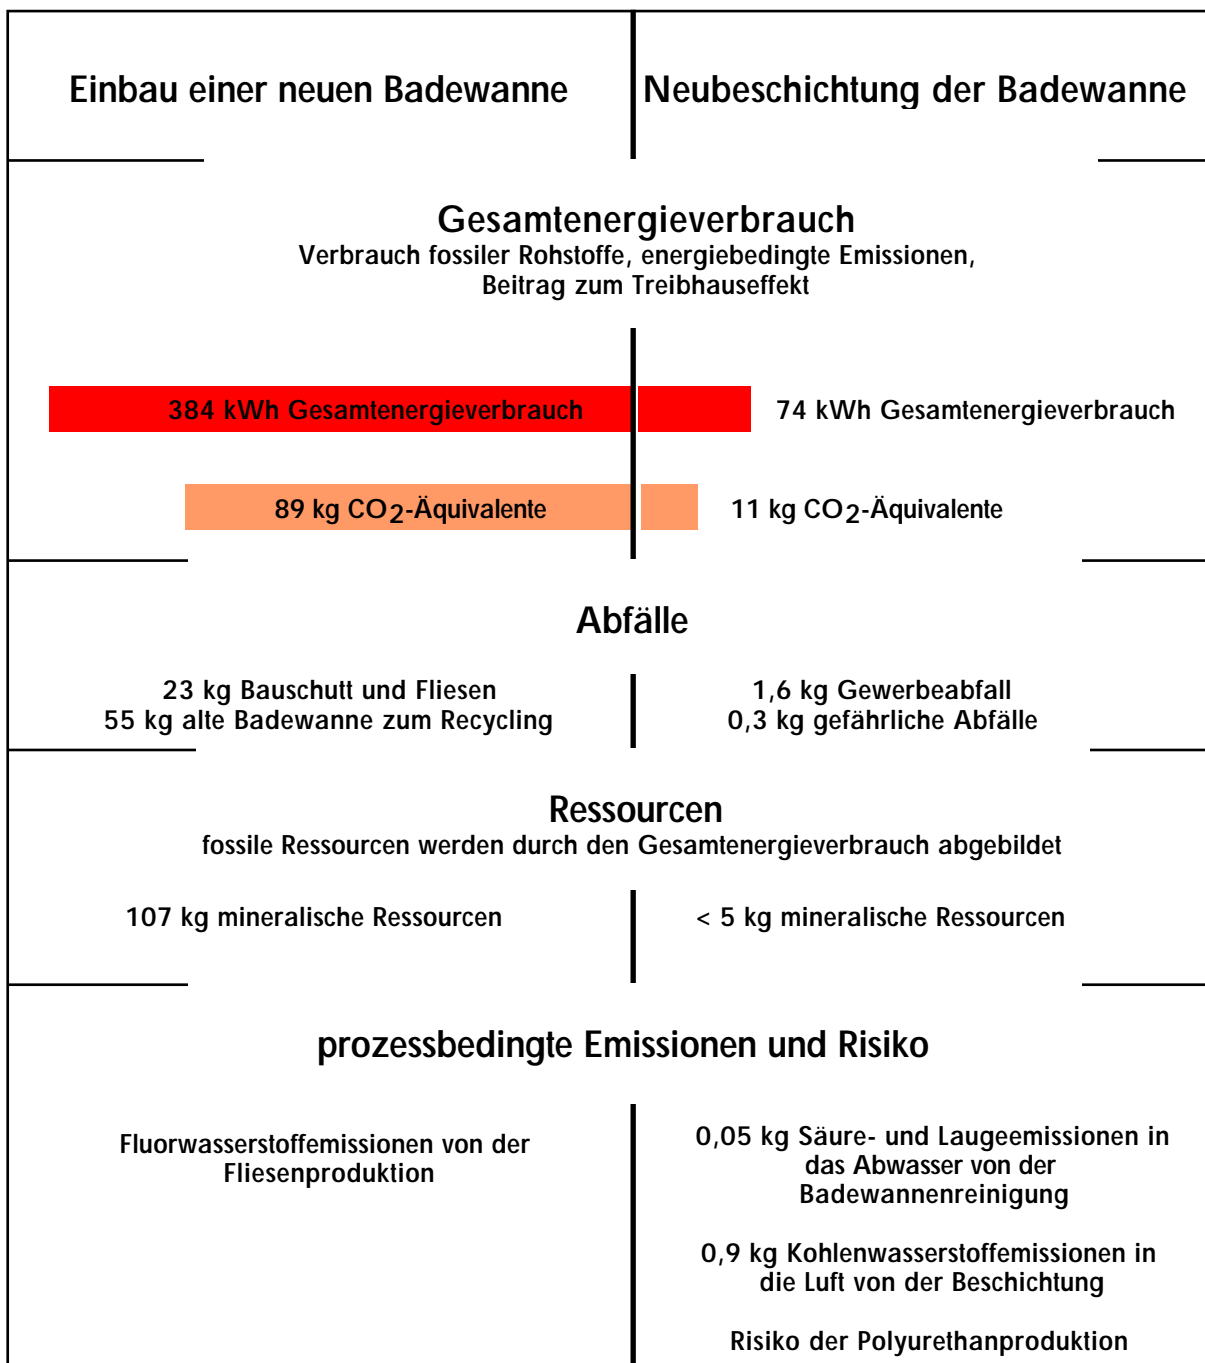 Einbau einer neuen Badewanne
Neubeschichtung der Badewanne
Gesamtenergieverbrauch
Verbrauch fossiler Rohstoffe, energiebedingte Emissionen,
Beitrag zum Treibhauseffekt
384 kWh Gesamtenergieverbrauch
74 kWh Gesamtenergieverbrauch
89 kg CO2-Äquivalente
11 kg CO2-Äquivalente
Abfälle
23 kg Bauschutt und Fliesen
55 kg alte Badewanne zum Recycling
1,6 kg Gewerbeabfall
0,3 kg gefährliche Abfälle
Ressourcen
fossile Ressourcen werden durch den Gesamtenergieverbrauch abgebildet
107 kg mineralische Ressourcen
< 5 kg mineralische Ressourcen
prozessbedingte Emissionen und Risiko
Fluorwasserstoffemissionen von der
Fliesenproduktion
0,05 kg Säure- und Laugeemissionen in
das Abwasser von der
Badewannenreinigung
0,9 kg Kohlenwasserstoffemissionen in
die Luft von der Beschichtung
Risiko der Polyurethanproduktion